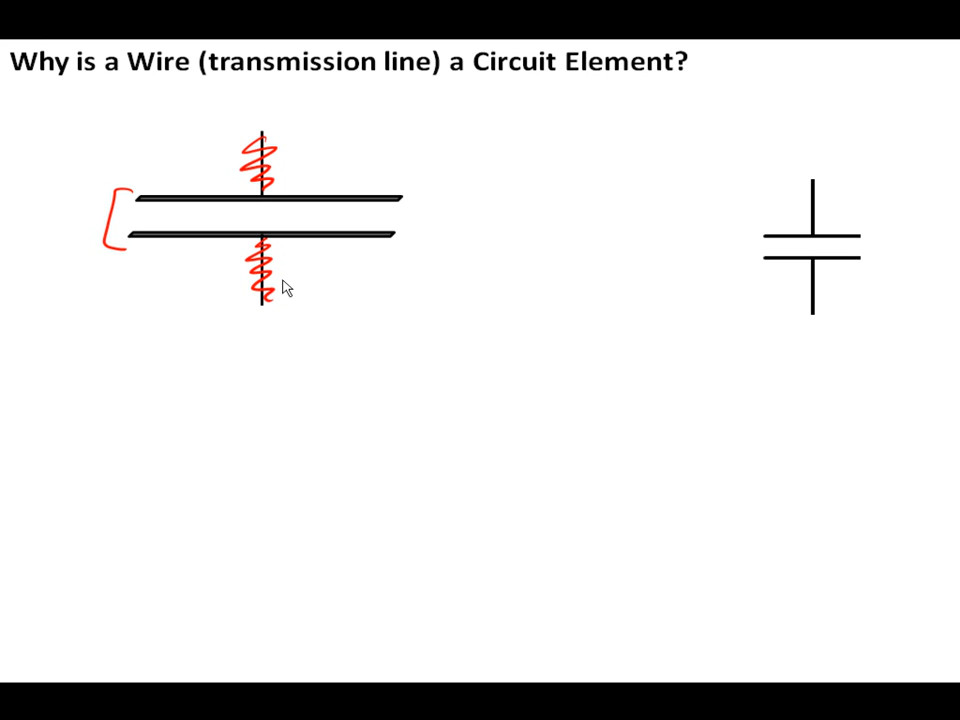 Why is a Wire (transmission line) a Circuit Element?